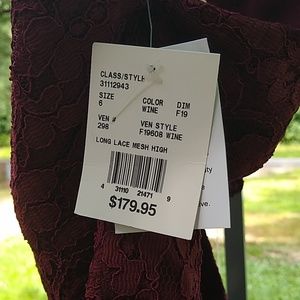 CLASS/STYLE
31112943
SIZE COLOR DIM
6 WINE F19
VEN # VEN STYLE
298 F19608 WINE
LONG LACE MESH HIGH
4 31110 21471 9
$179.95